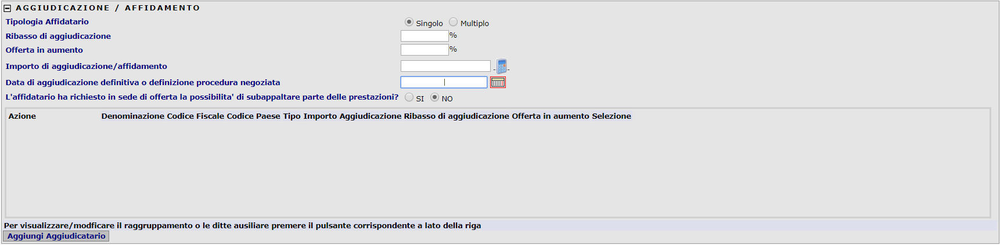 AGGIUDICAZIONE / AFFIDAMENTO
Tipologia Affidatario Singolo Multiplo
Ribasso di aggiudicazione %
Offerta in aumento %
Importo di aggiudicazione/affidamento
Data di aggiudicazione definitiva o definizione procedura negoziata
L'affidatario ha richiesto in sede di offerta la possibilita' di subappaltare parte delle prestazioni? SI NO
Azione Denominazione Codice Fiscale Codice Paese Tipo Importo Aggiudicazione Ribasso di aggiudicazione Offerta in aumento Selezione
Per visualizzare/modficare il raggruppamento o le ditte ausiliare premere il pulsante corrispondente a lato della riga
Aggiungi Aggiudicatario